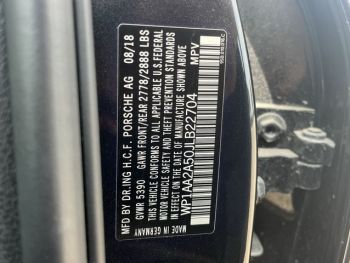 MFD BY DR.ING H.C.F. PORSCHE AG
08/18
GVWR 5390 GAWR FRONT/REAR 2778/2888 LBS
THIS VEHICLE CONFORMS TO ALL APPLICABLE U.S.FEDERAL
MOTOR VEHICLE SAFETY AND THEFT PREVENTION STANDARDS
IN EFFECT ON THE DATE OF MANUFACTURE SHOWN ABOVE.
WP1AA2A50JLB22704
MPV
MADE IN GERMANY